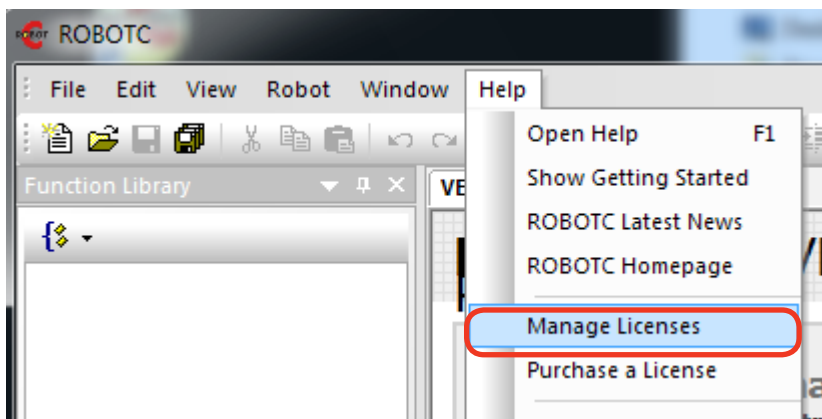 ROBOTC
File Edit View Robot Window Help
Open Help F1
Function Library
Show Getting Started
ROBOTC Latest News
ROBOTC Homepage
Manage Licenses
Purchase a License